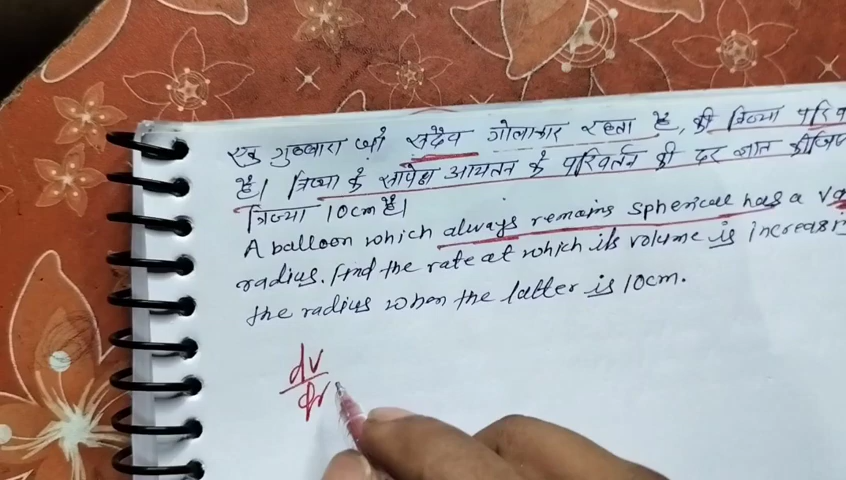 एक गुब्बारा जो सदैव गोलाकार रहता है, की त्रिज्या परिव
है। त्रिज्या के सापेक्ष आयतन के परिवर्तन की दर ज्ञात कीजिए
त्रिज्या 10cm है।
A balloon which always remains spherical has a va
radius. find the rate at which its volume is increasi
the radius when the latter is 10cm.
dv
dr